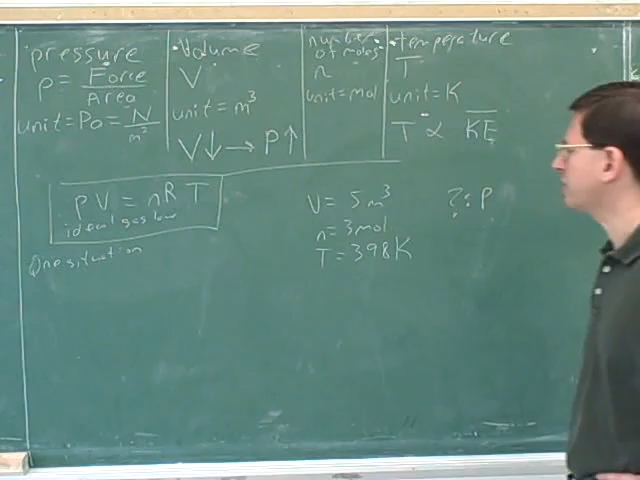 pressure
P = Force
Area
unit = Pa = N
m²
Volume
V
unit = m³
V↓ → P↑
number
of moles
n
unit = mol
temperature
T
unit = K
T ∝ KE
PV = nRT
ideal gas law
One situation
V = 5 m³
n = 3 mol
T = 398 K
?: P